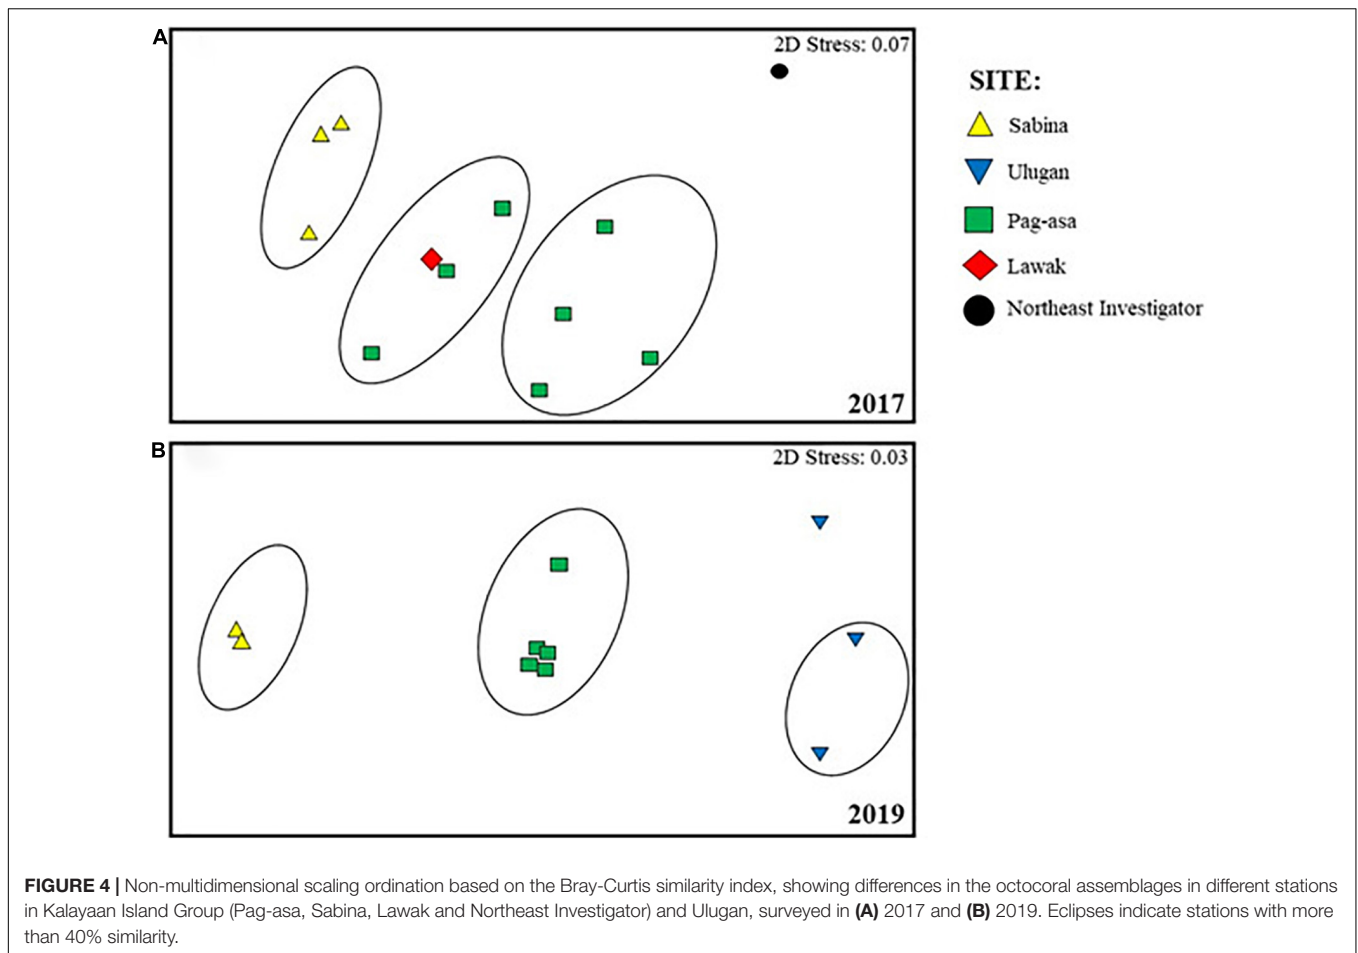 A
2D Stress: 0.07
SITE:
Sabina
Ulugan
Pag-asa
Lawak
Northeast Investigator
2017
B
2D Stress: 0.03
2019
FIGURE 4 | Non-multidimensional scaling ordination based on the Bray-Curtis similarity index, showing differences in the octocoral assemblages in different stations
in Kalayaan Island Group (Pag-asa, Sabina, Lawak and Northeast Investigator) and Ulugan, surveyed in (A) 2017 and (B) 2019. Eclipses indicate stations with more
than 40% similarity.